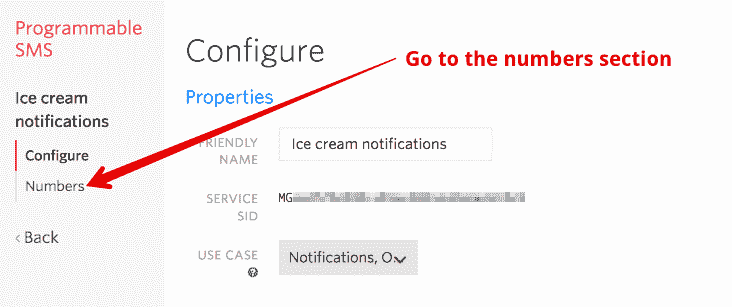 Programmable
SMS
Ice cream
notifications
Configure
Numbers
‹ Back
Configure
Go to the numbers section
Properties
FRIENDLY
NAME
Ice cream notifications
SERVICE
SID
MG
USE CASE
Notifications, O.